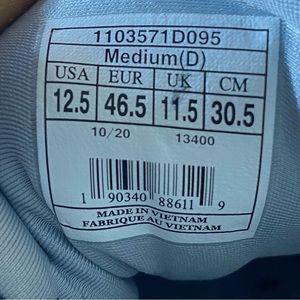 1103571D095
Medium(D)
USA EUR UK CM
12.5 46.5 11.5 30.5
10/20 13400
1 90340 88611 9
MADE IN VIETNAM
FABRIQUE AU VIETNAM